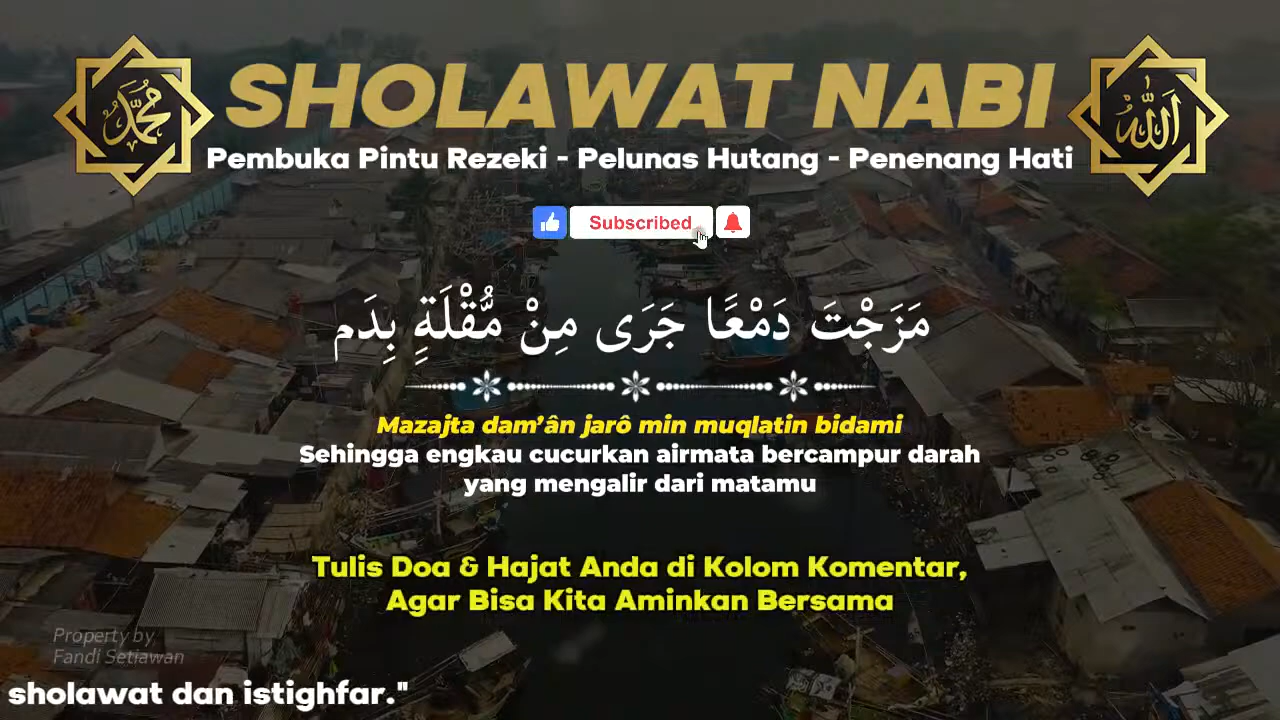 محمد
الله
SHOLAWAT NABI
Pembuka Pintu Rezeki - Pelunas Hutang - Penenang Hati
Subscribed
مَزَجْتَ دَمْعًا جَرَى مِنْ مُّقْلَةٍ بِدَم
Mazajta dam’ân jarô min muqlatin bidami
Sehingga engkau cucurkan airmata bercampur darah
yang mengalir dari matamu
Tulis Doa & Hajat Anda di Kolom Komentar,
Agar Bisa Kita Aminkan Bersama
Property by
Fandi Setiawan
sholawat dan istighfar."